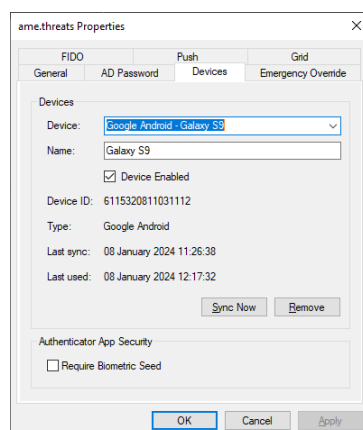 ame.threats Properties
FIDO Push Grid
General AD Password Devices Emergency Override
Devices
Device: Google Android - Galaxy S9
Name: Galaxy S9
Device Enabled
Device ID: 6115320811031112
Type: Google Android
Last sync: 08 January 2024 11:26:38
Last used: 08 January 2024 12:17:32
Sync Now Remove
Authenticator App Security
Require Biometric Seed
OK Cancel Apply